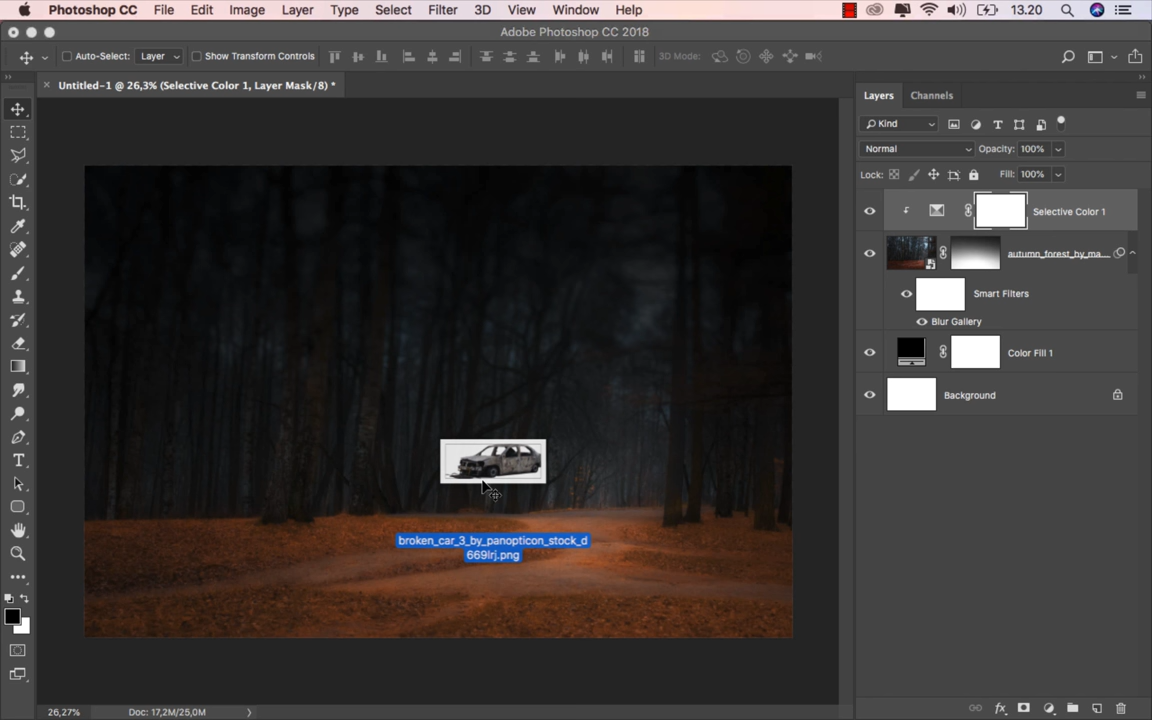 Photoshop CC File Edit Image Layer Type Select Filter 3D View Window Help 13.20
Adobe Photoshop CC 2018
Auto-Select: Layer Show Transform Controls 3D Mode:
Untitled-1 @ 26,3% (Selective Color 1, Layer Mask/8) *
Layers Channels
Kind
Normal Opacity: 100%
Lock: Fill: 100%
Selective Color 1
autumn_forest_by_ma...
Smart Filters
Blur Gallery
Color Fill 1
Background
broken_car_3_by_panopticon_stock_d
669lrj.png
26,27% Doc: 17,2M/25,0M